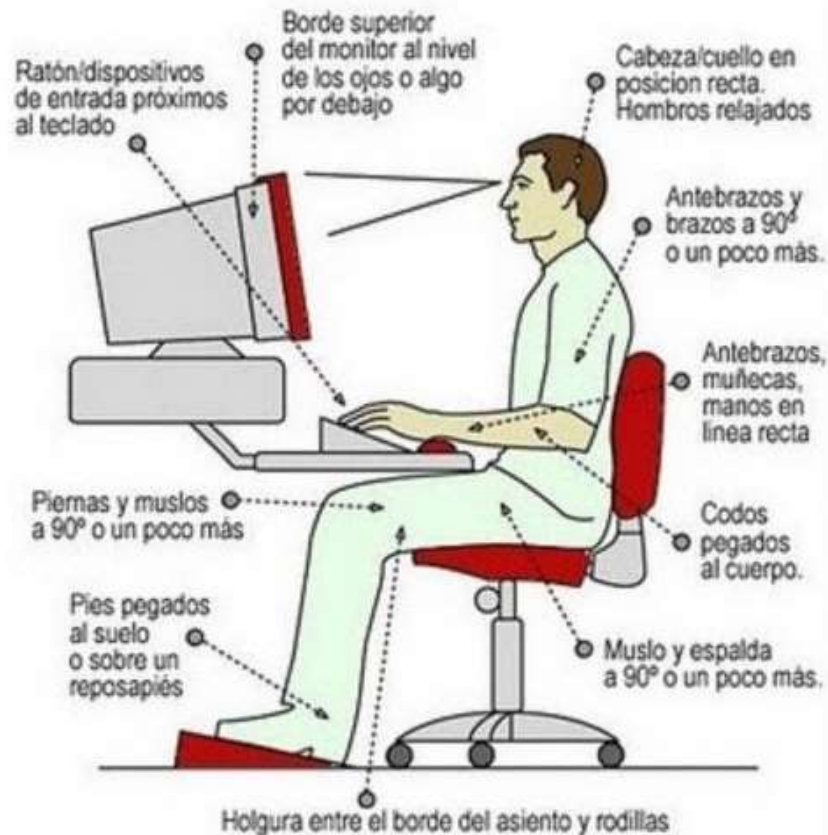 Borde superior
del monitor al nivel
de los ojos o algo
por debajo
Ratón/dispositivos
de entrada próximos
al teclado
Cabeza/cuello en
posicion recta.
Hombros relajados
Antebrazos y
brazos a 90º
o un poco más.
Antebrazos,
muñecas,
manos en
linea recta
Piernas y muslos
a 90º o un poco más
Codos
pegados
al cuerpo.
Pies pegados
al suelo
o sobre un
reposapiés
Muslo y espalda
a 90º o un poco más.
Holgura entre el borde del asiento y rodillas